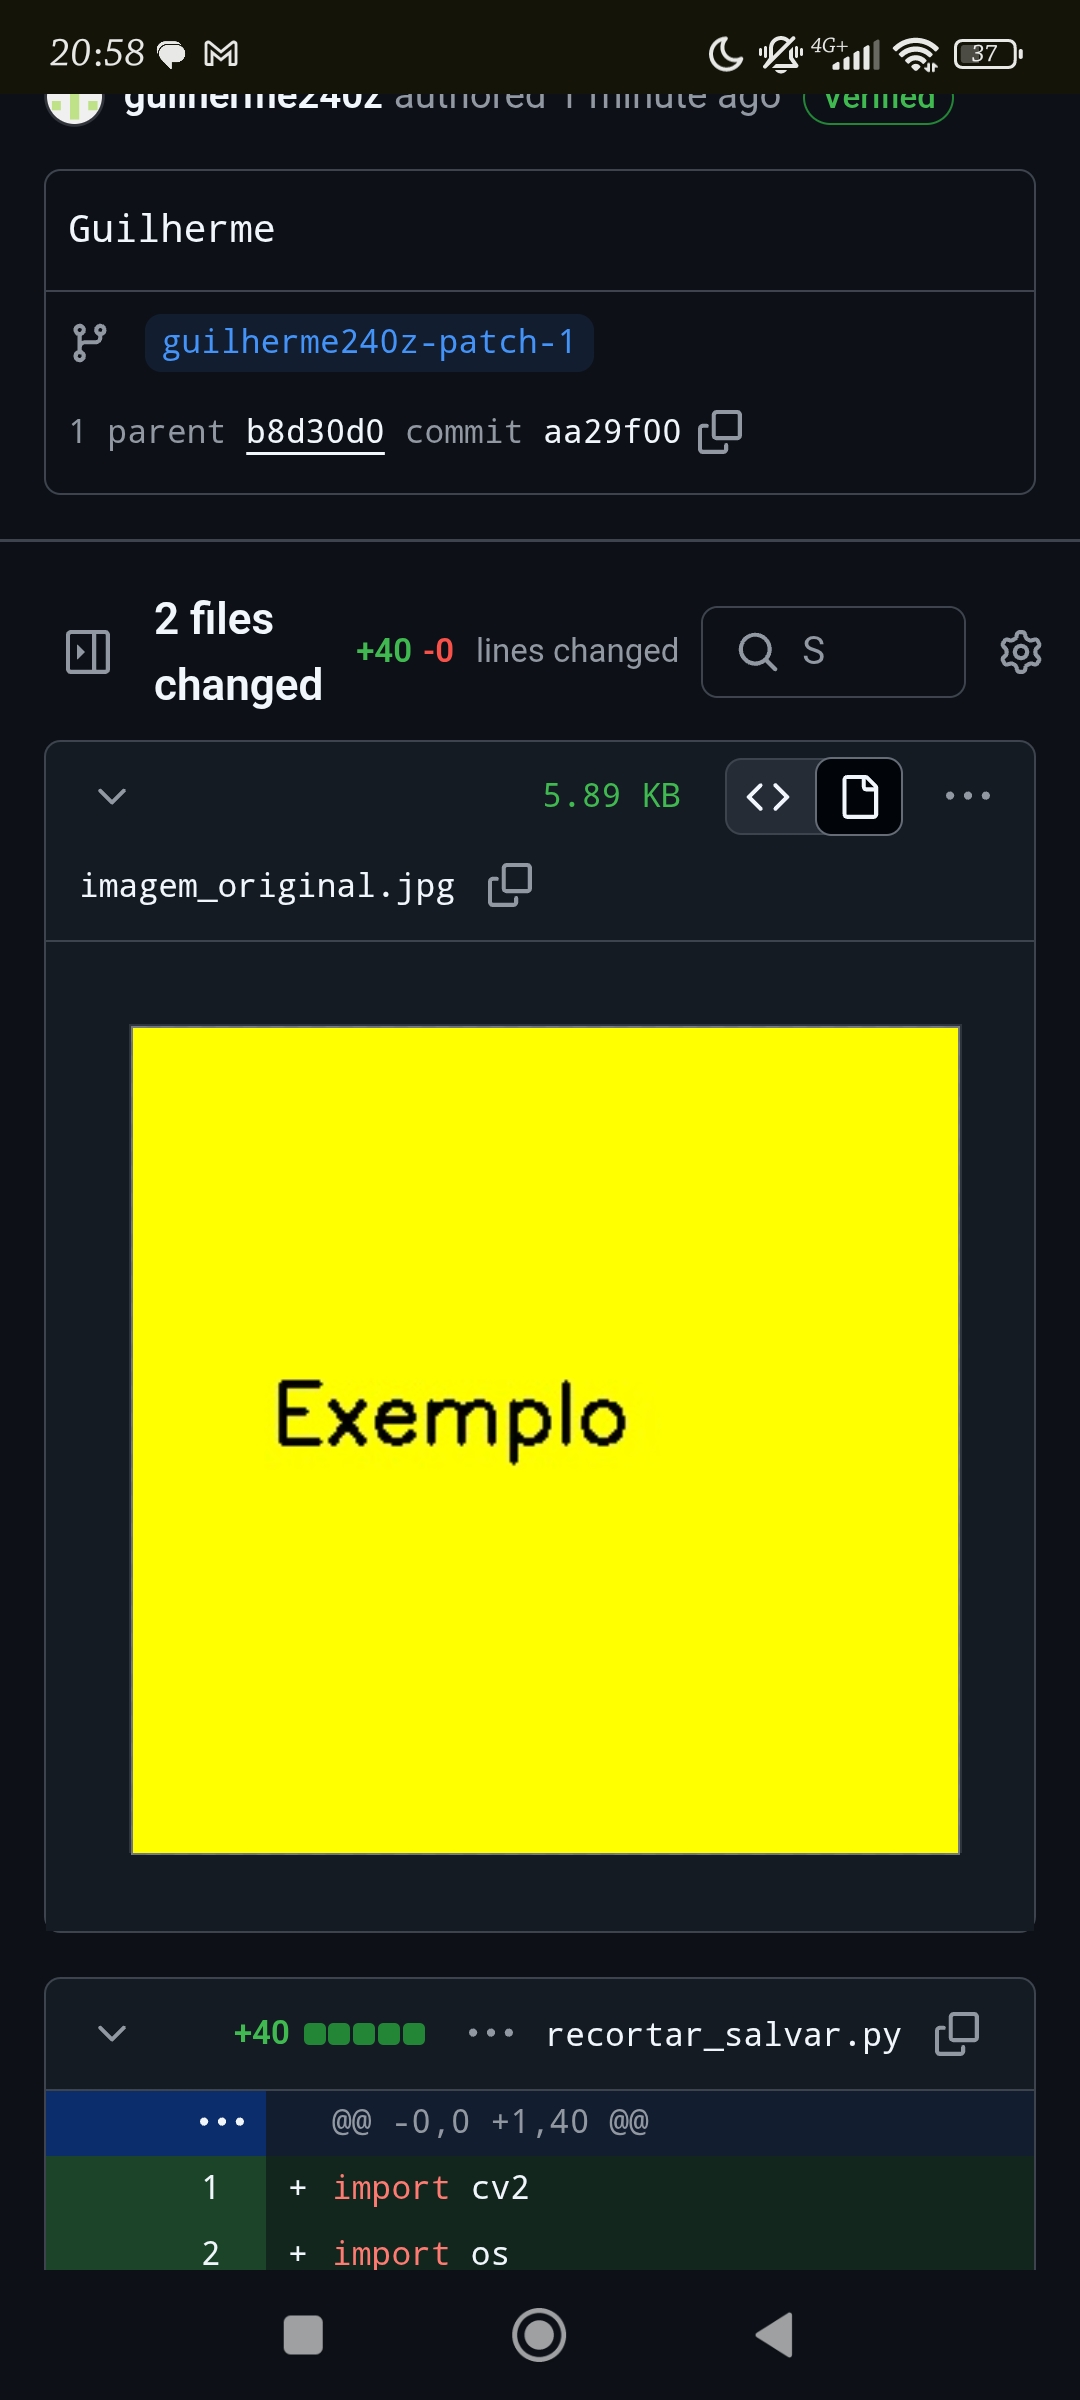 20:58 4G+ 37
guilherme240z authored 1 minute ago Verified
Guilherme
guilherme240z-patch-1
1 parent b8d30d0 commit aa29f00
2 files changed
+40 -0 lines changed
S
5.89 KB
imagem_original.jpg
Exemplo
+40 recortar_salvar.py
@@ -0,0 +1,40 @@
1 + import cv2
2 + import os